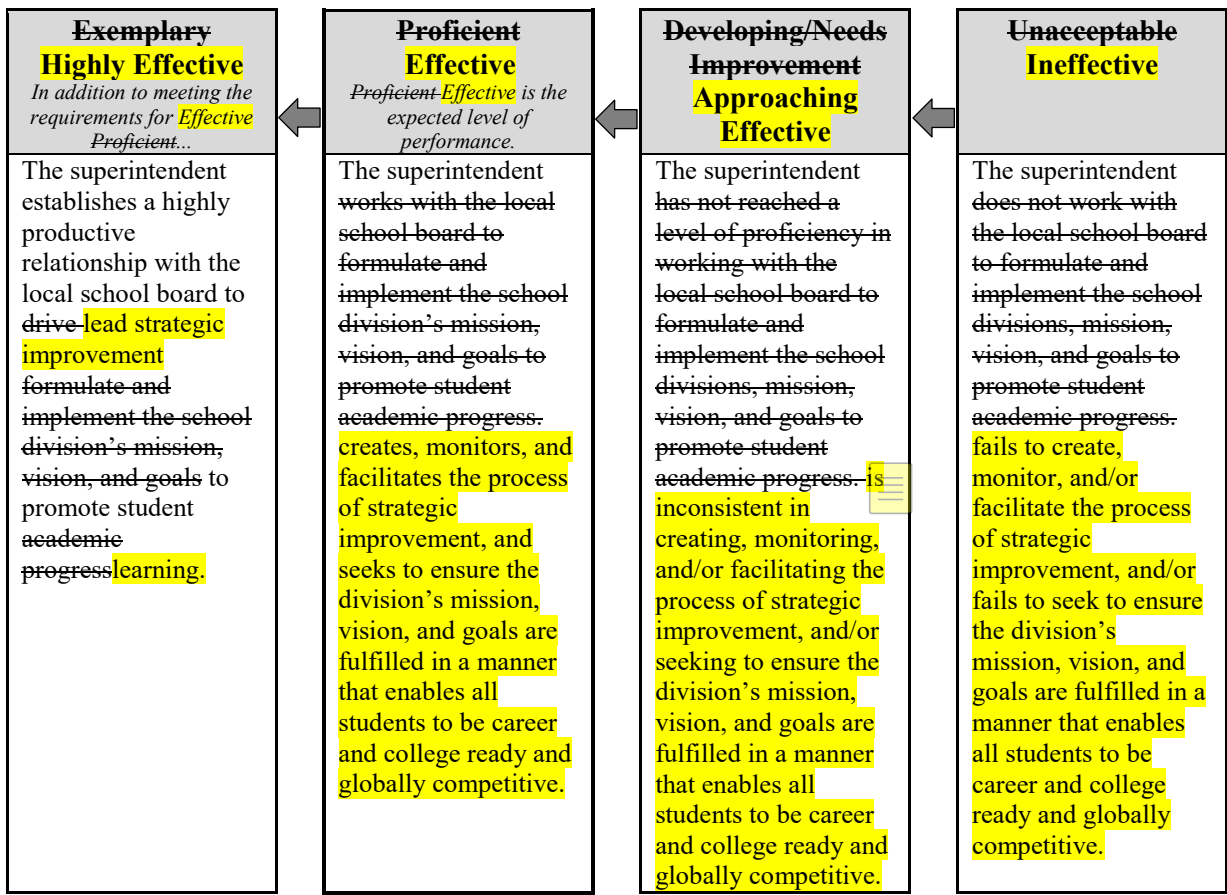 Exemplary
Highly Effective
In addition to meeting the
requirements for Effective
Proficient...
The superintendent
establishes a highly
productive
relationship with the
local school board to
drive lead strategic
improvement
formulate and
implement the school
division’s mission,
vision, and goals to
promote student
academic
progresslearning.
Proficient
Effective
Proficient Effective is the
expected level of
performance.
The superintendent
works with the local
school board to
formulate and
implement the school
division’s mission,
vision, and goals to
promote student
academic progress.
creates, monitors, and
facilitates the process
of strategic
improvement, and
seeks to ensure the
division’s mission,
vision, and goals are
fulfilled in a manner
that enables all
students to be career
and college ready and
globally competitive.
Developing/Needs
Improvement
Approaching
Effective
The superintendent
has not reached a
level of proficiency in
working with the
local school board to
formulate and
implement the school
divisions, mission,
vision, and goals to
promote student
academic progress. is
inconsistent in
creating, monitoring,
and/or facilitating the
process of strategic
improvement, and/or
seeking to ensure the
division’s mission,
vision, and goals are
fulfilled in a manner
that enables all
students to be career
and college ready and
globally competitive.
Unacceptable
Ineffective
The superintendent
does not work with
the local school board
to formulate and
implement the school
divisions, mission,
vision, and goals to
promote student
academic progress.
fails to create,
monitor, and/or
facilitate the process
of strategic
improvement, and/or
fails to seek to ensure
the division’s
mission, vision, and
goals are fulfilled in a
manner that enables
all students to be
career and college
ready and globally
competitive.